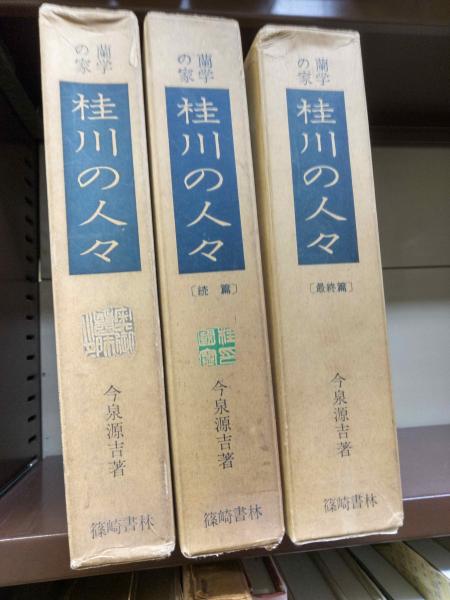 蘭学の家
桂川の人々
今泉源吉著
篠崎書林
蘭学の家
桂川の人々
〔続篇〕
今泉源吉著
篠崎書林
蘭学の家
桂川の人々
〔最終篇〕
今泉源吉著
篠崎書林